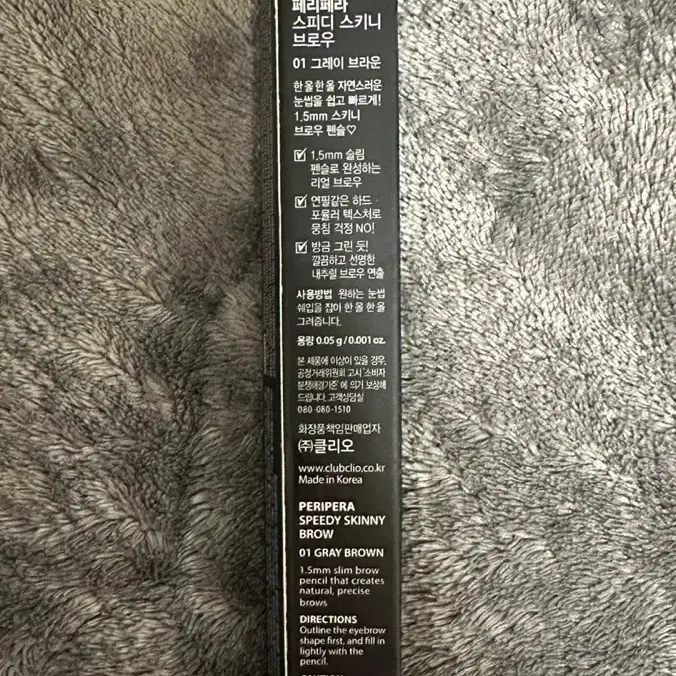 페리페라
스피디 스키니
브로우
01 그레이 브라운
한 올 한 올 자연스러운
눈썹을 쉽고 빠르게!
1.5mm 스키니
브로우 펜슬♡
☑ 1.5mm 슬림
펜슬로 완성하는
리얼 브로우
☑ 연필같은 하드
포뮬러 텍스처로
뭉침 걱정 NO!
☑ 방금 그린 듯!
깔끔하고 선명한
내추럴 브로우 연출
사용방법 원하는 눈썹
쉐입을 잡아 한 올 한 올
그려줍니다.
용량 0.05 g / 0.001 oz.
본 제품에 이상이 있을 경우,
공정거래위원회 고시 '소비자
분쟁해결기준' 에 의거 보상해
드립니다. 고객상담실
080-080-1510
화장품책임판매업자
㈜클리오
www.clubclio.co.kr
Made in Korea
PERIPERA
SPEEDY SKINNY
BROW
01 GRAY BROWN
1.5mm slim brow
pencil that creates
natural, precise
brows
DIRECTIONS
Outline the eyebrow
shape first, and fill in
lightly with the
pencil.